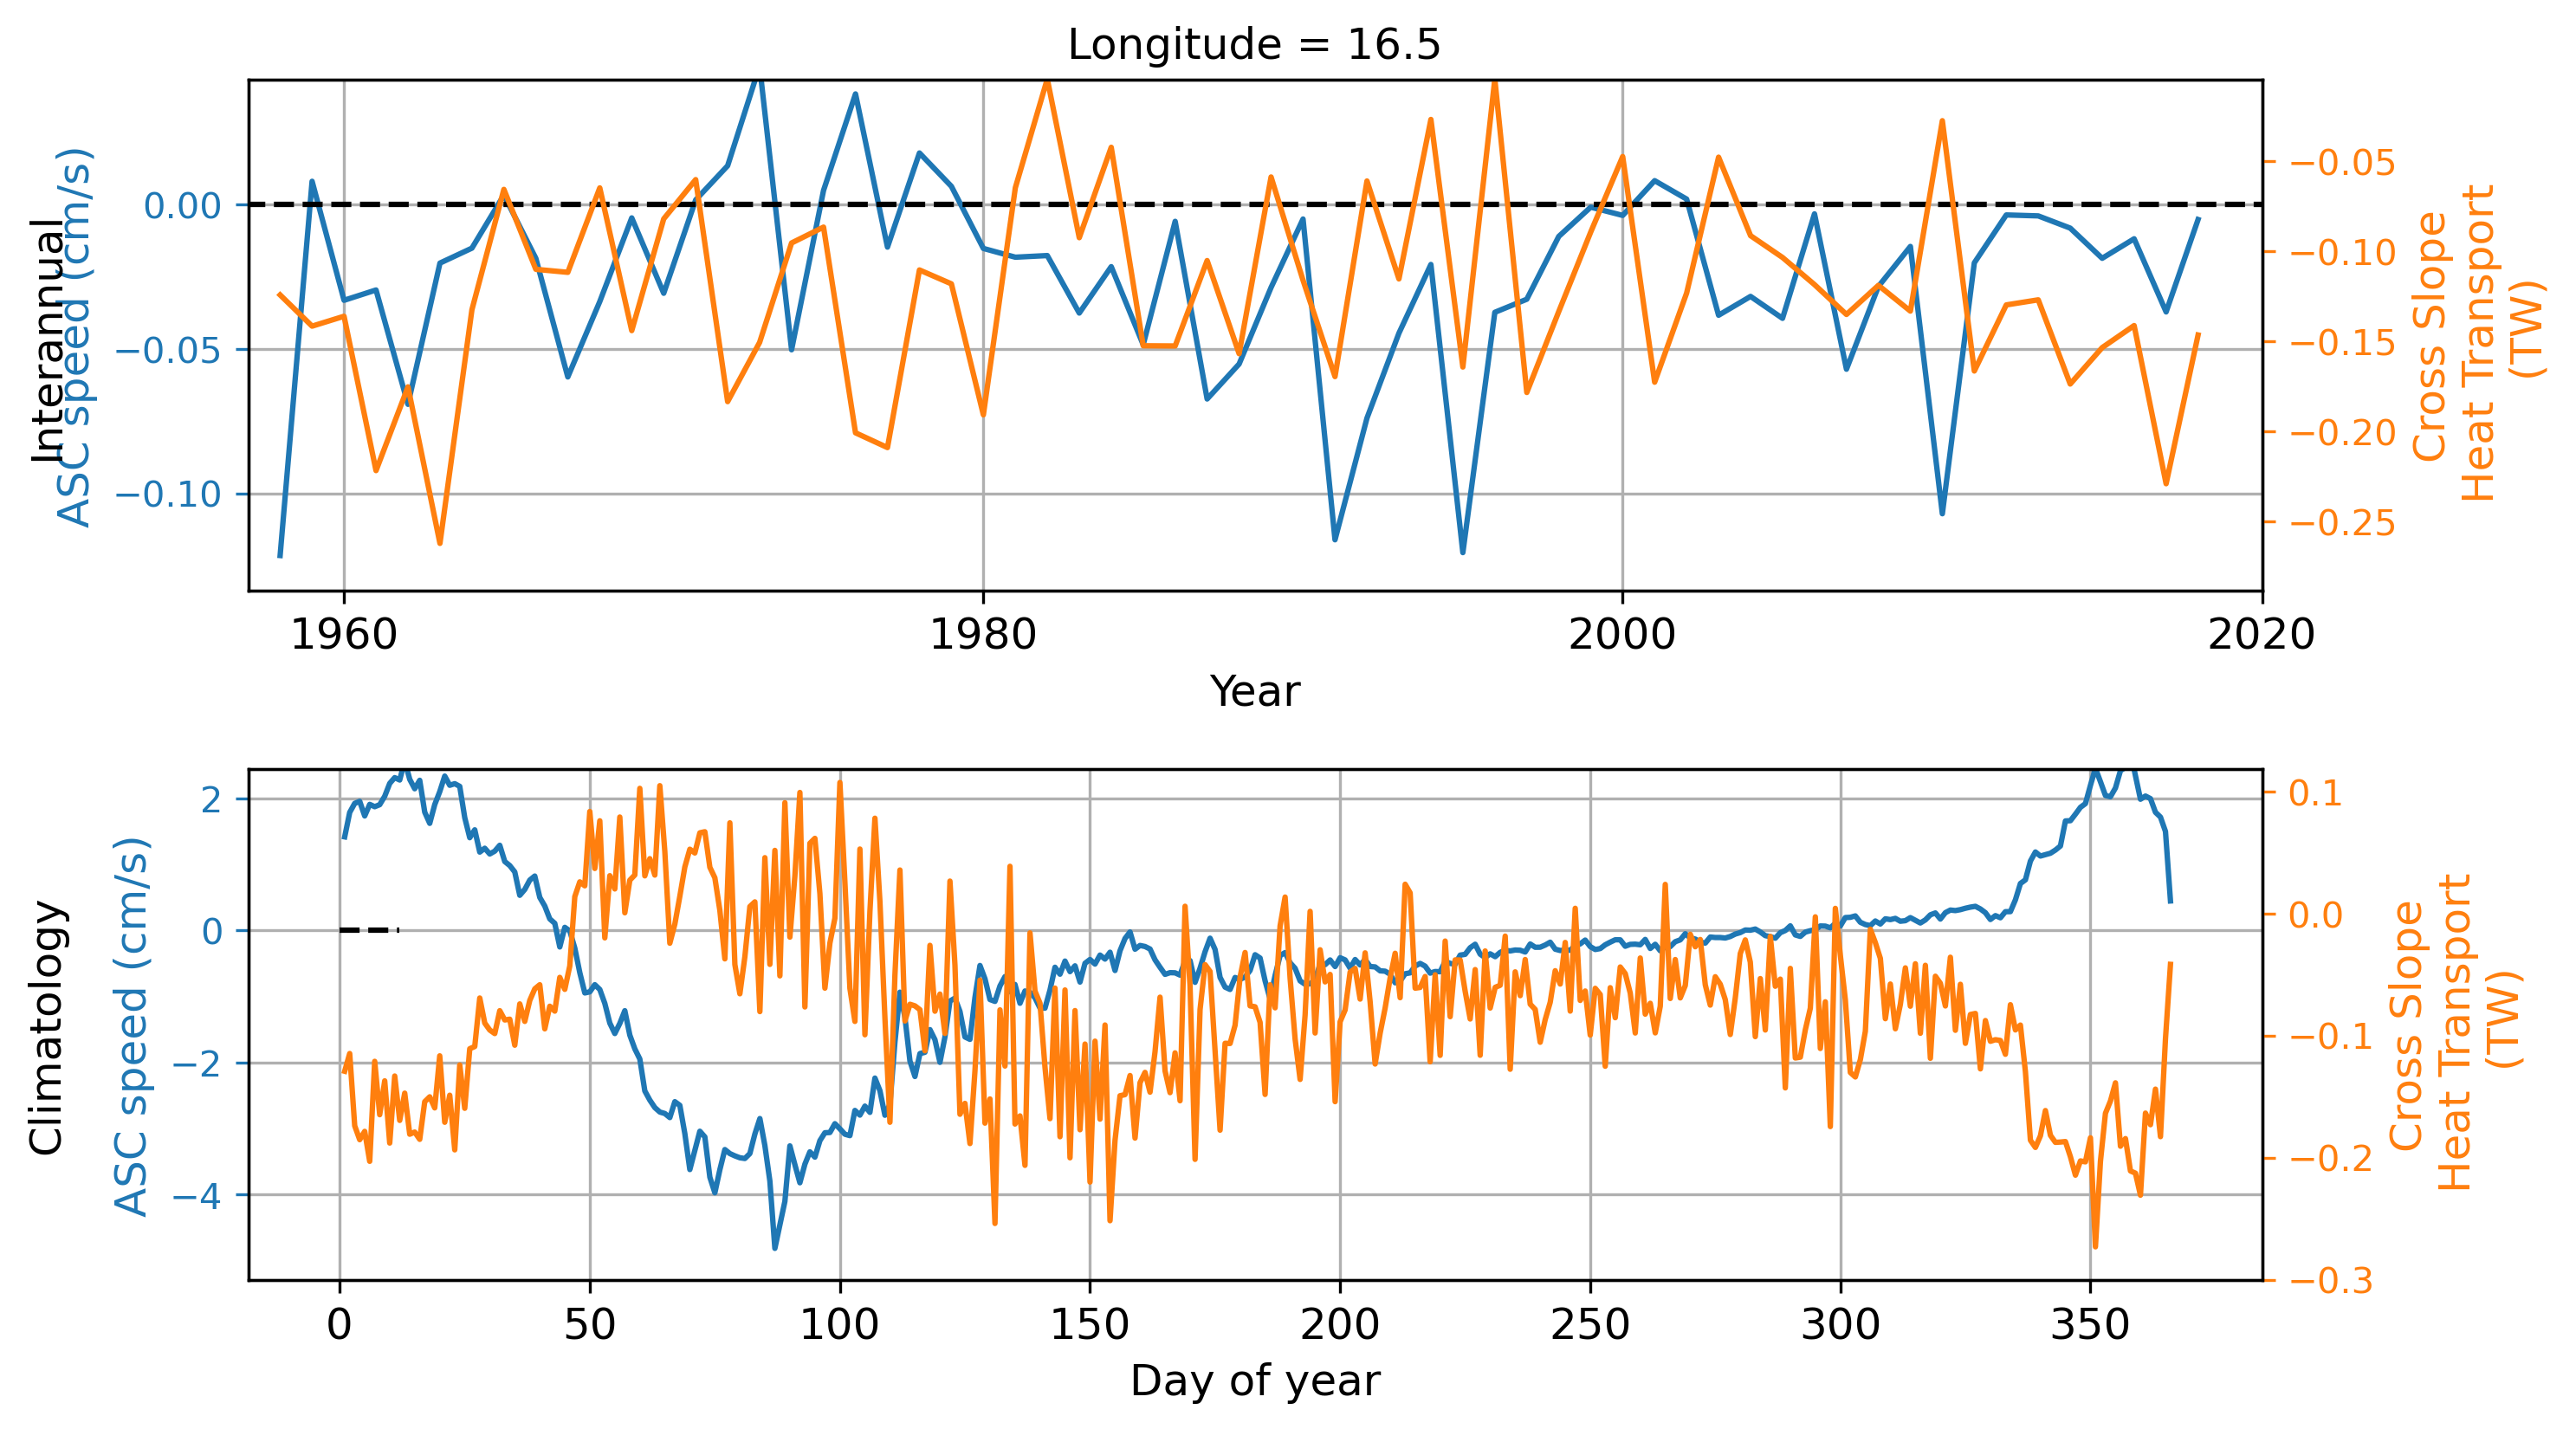 Longitude = 16.5
Interannual
ASC speed (cm/s)
0.00
−0.05
−0.10
−0.05
−0.10
−0.15
−0.20
−0.25
Cross Slope
Heat Transport
(TW)
1960
1980
2000
2020
Year
Climatology
ASC speed (cm/s)
2
0
−2
−4
0.1
0.0
−0.1
−0.2
−0.3
Cross Slope
Heat Transport
(TW)
0
50
100
150
200
250
300
350
Day of year